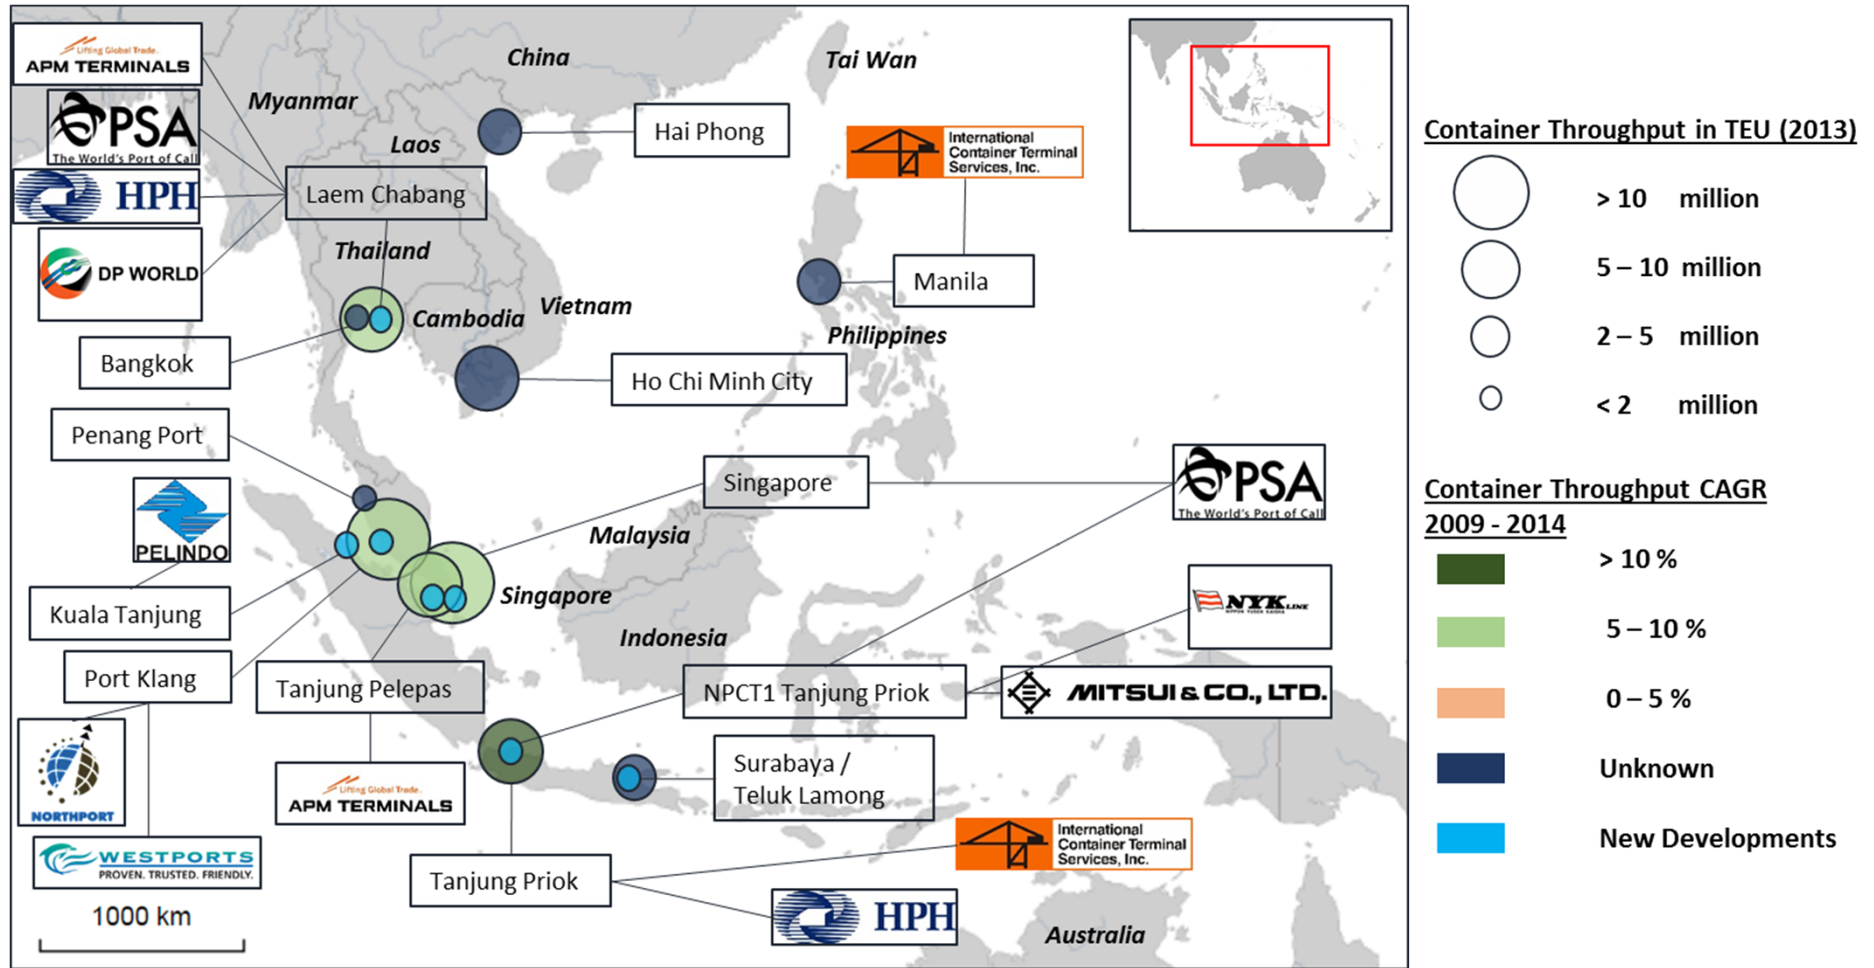 Lifting Global Trade.
APM TERMINALS
PSA
The World's Port of Call
HPH
DP WORLD
China
Tai Wan
Myanmar
Laos
Hai Phong
International
Container Terminal
Services, Inc.
Laem Chabang
Thailand
Cambodia
Vietnam
Manila
Philippines
Bangkok
Ho Chi Minh City
Penang Port
Singapore
PSA
The World's Port of Call
PELINDO
Malaysia
Kuala Tanjung
Singapore
NYK LINE
NIPPON YUSEN KAISHA
Indonesia
Port Klang
Tanjung Pelepas
NPCT1 Tanjung Priok
MITSUI & CO., LTD.
NORTHPORT
Lifting Global Trade.
APM TERMINALS
Surabaya /
Teluk Lamong
WESTPORTS
PROVEN. TRUSTED. FRIENDLY.
International
Container Terminal
Services, Inc.
Tanjung Priok
HPH
1000 km
Australia
Container Throughput in TEU (2013)
> 10 million
5 – 10 million
2 – 5 million
< 2 million
Container Throughput CAGR
2009 - 2014
> 10 %
5 – 10 %
0 – 5 %
Unknown
New Developments